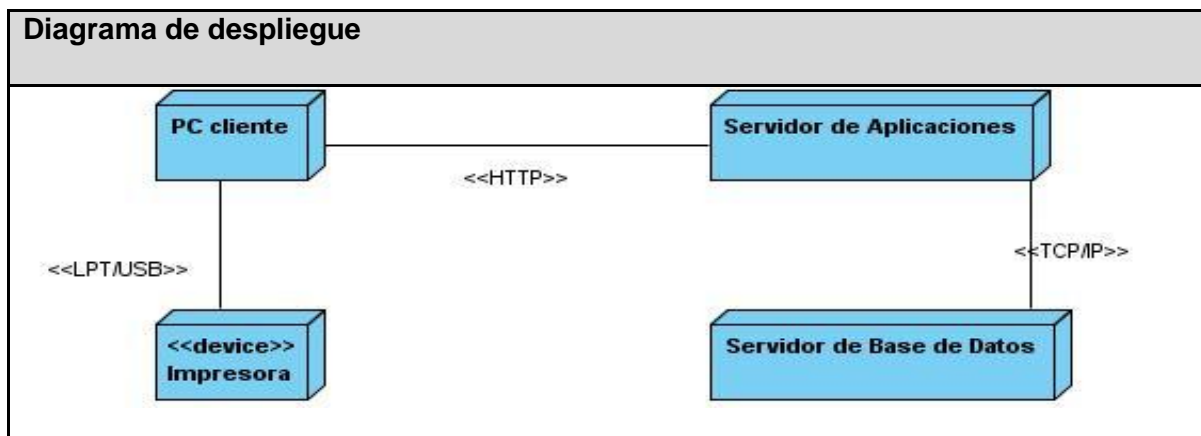 Diagrama de despliegue
PC cliente
Servidor de Aplicaciones
<<HTTP>>
<<LPT/USB>>
<<TCP/IP>>
<<device>>
Impresora
Servidor de Base de Datos